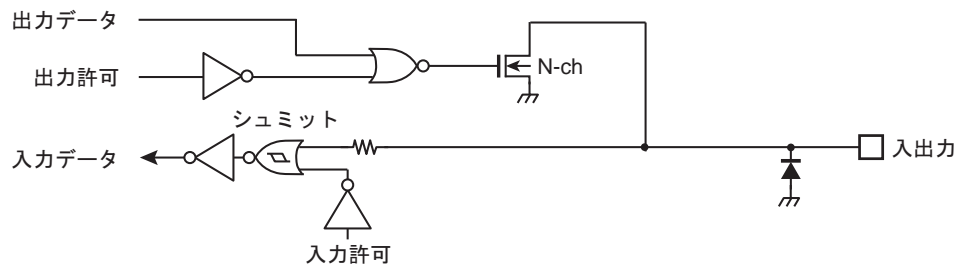 出力データ
出力許可
N-ch
シュミット
入力データ
入出力
入力許可